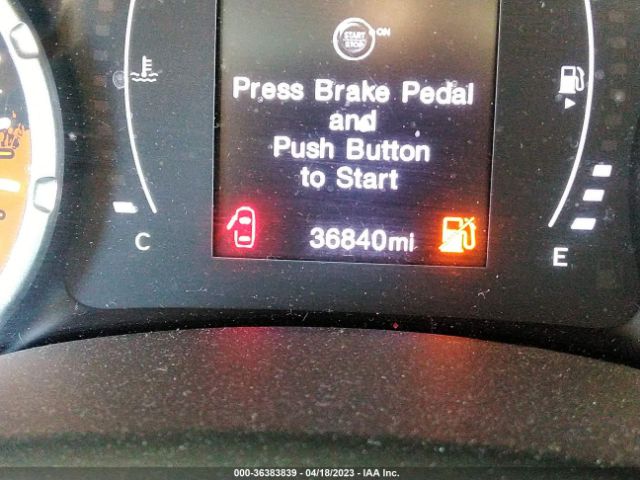 START
STOP
ON
Press Brake Pedal
and
Push Button
to Start
36840mi
C
E
000-36383839 - 04/18/2023 - IAA Inc.